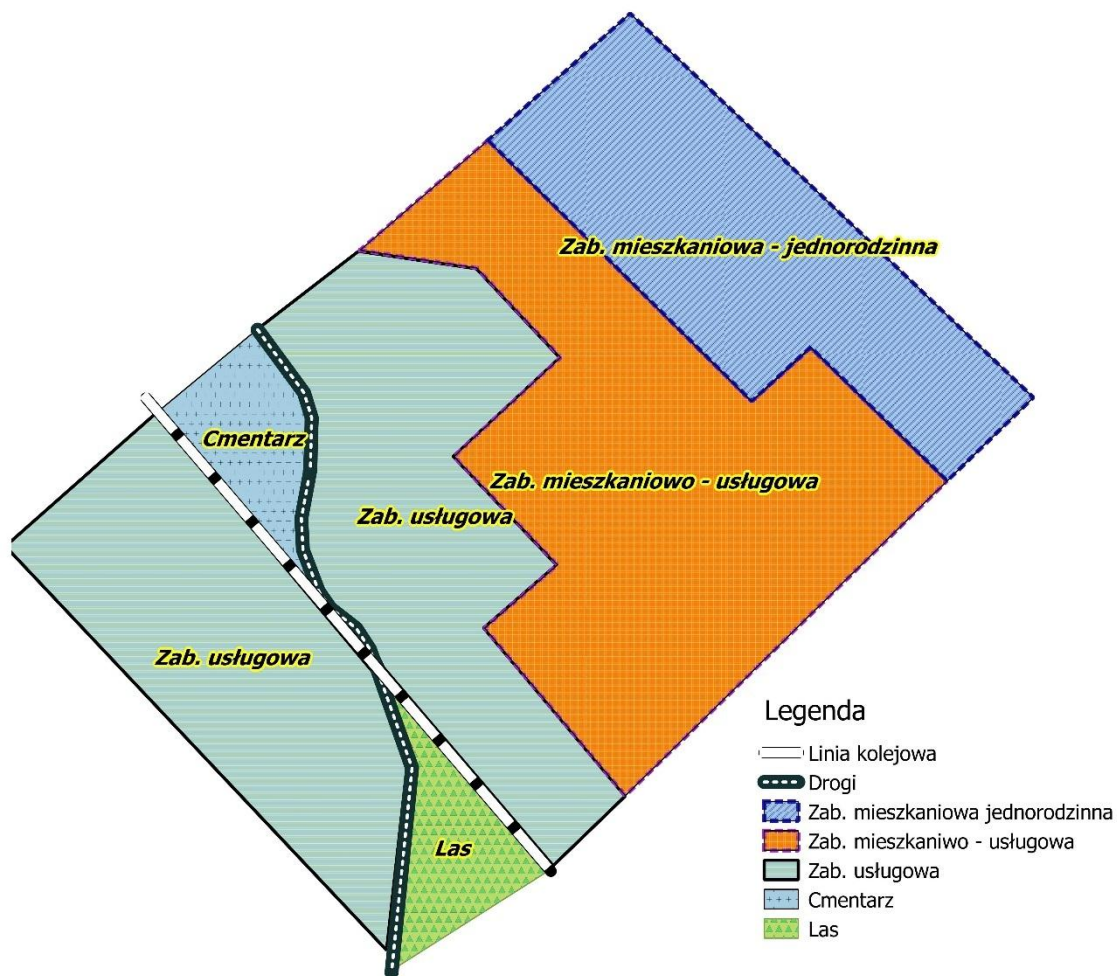 Zab. mieszkaniowa - jednorodzinna
Cmentarz
Zab. mieszkaniowo - usługowa
Zab. usługowa
Zab. usługowa
Las
Legenda
Linia kolejowa
Drogi
Zab. mieszkaniowa jednorodzinna
Zab. mieszkaniwo - usługowa
Zab. usługowa
Cmentarz
Las